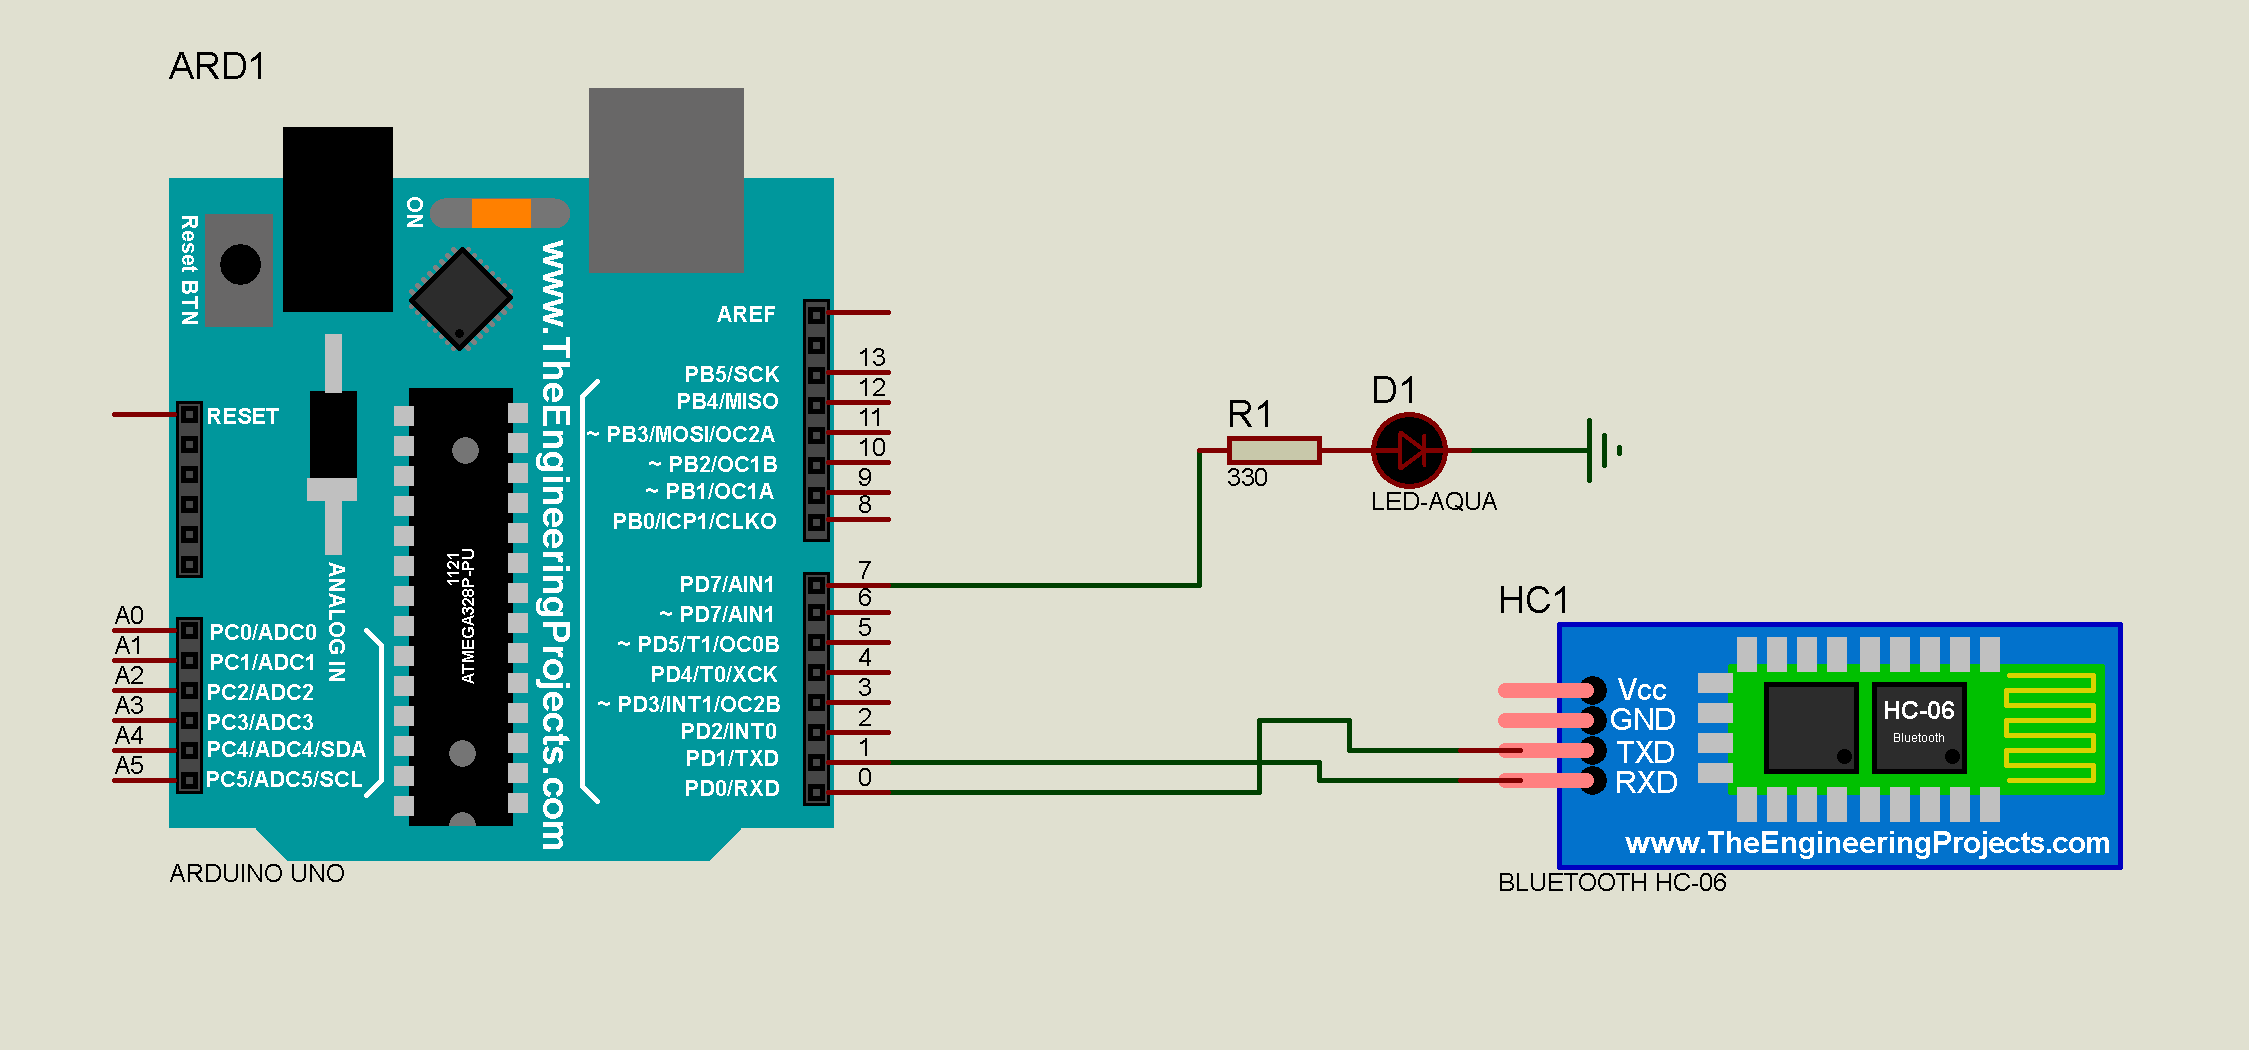 ARD1
ON
Reset BTN
www.TheEngineeringProjects.com
RESET
ANALOG IN
1121
ATMEGA328P-PU
AREF
13
PB5/SCK
12
PB4/MISO
11
~ PB3/MOSI/OC2A
10
~ PB2/OC1B
9
~ PB1/OC1A
8
PB0/ICP1/CLKO
7
PD7/AIN1
6
~ PD7/AIN1
5
~ PD5/T1/OC0B
4
PD4/T0/XCK
3
~ PD3/INT1/OC2B
2
PD2/INT0
1
PD1/TXD
0
PD0/RXD
A0
PC0/ADC0
A1
PC1/ADC1
A2
PC2/ADC2
A3
PC3/ADC3
A4
PC4/ADC4/SDA
A5
PC5/ADC5/SCL
ARDUINO UNO
R1
330
D1
LED-AQUA
HC1
Vcc
GND
TXD
RXD
HC-06
Bluetooth
www.TheEngineeringProjects.com
BLUETOOTH HC-06